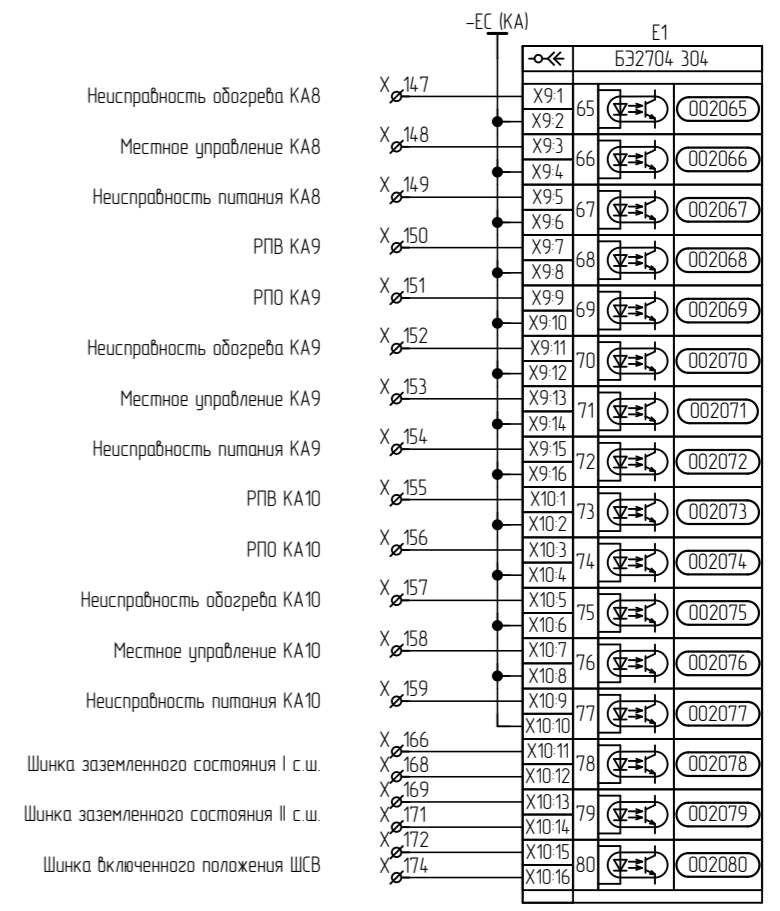 -ЕС (КА)
Е1
БЭ2704 304
Неисправность обогрева КА8 X 147 X9:1 65 002065
X9:2
Местное управление КА8 X 148 X9:3 66 002066
X9:4
Неисправность питания КА8 X 149 X9:5 67 002067
X9:6
РПВ КА9 X 150 X9:7 68 002068
X9:8
РПО КА9 X 151 X9:9 69 002069
X9:10
Неисправность обогрева КА9 X 152 X9:11 70 002070
X9:12
Местное управление КА9 X 153 X9:13 71 002071
X9:14
Неисправность питания КА9 X 154 X9:15 72 002072
X9:16
РПВ КА10 X 155 X10:1 73 002073
X10:2
РПО КА10 X 156 X10:3 74 002074
X10:4
Неисправность обогрева КА10 X 157 X10:5 75 002075
X10:6
Местное управление КА10 X 158 X10:7 76 002076
X10:8
Неисправность питания КА10 X 159 X10:9 77 002077
X10:10
X 166 X10:11
Шинка заземленного состояния I с.ш. X 168 X10:12 78 002078
X 169 X10:13
Шинка заземленного состояния II с.ш. X 171 X10:14 79 002079
X 172 X10:15
Шинка включенного положения ШСВ X 174 X10:16 80 002080